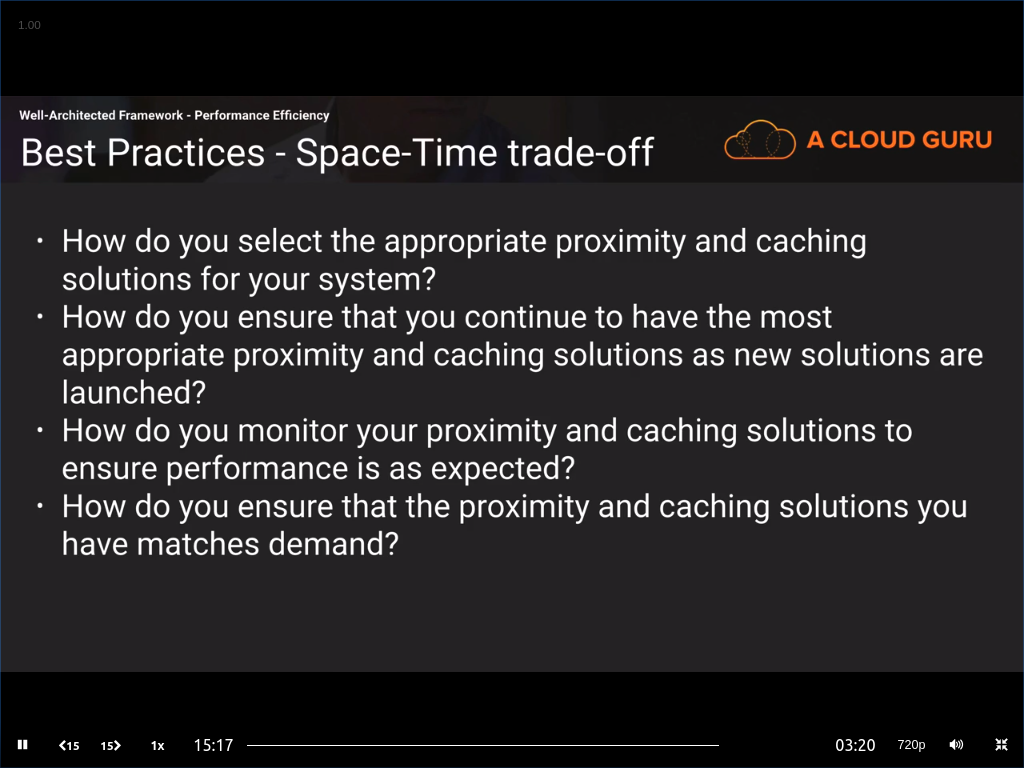 1.00
Well-Architected Framework - Performance Efficiency
Best Practices - Space-Time trade-off
A CLOUD GURU
• How do you select the appropriate proximity and caching
solutions for your system?
• How do you ensure that you continue to have the most
appropriate proximity and caching solutions as new solutions are
launched?
• How do you monitor your proximity and caching solutions to
ensure performance is as expected?
• How do you ensure that the proximity and caching solutions you
have matches demand?
15 15 1x 15:17 03:20 720p